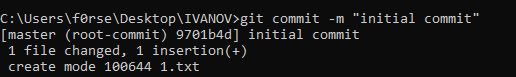 C:\Users\f0rse\Desktop\IVANOV>git commit -m "initial commit"
[master (root-commit) 9701b4d] initial commit
 1 file changed, 1 insertion(+)
 create mode 100644 1.txt